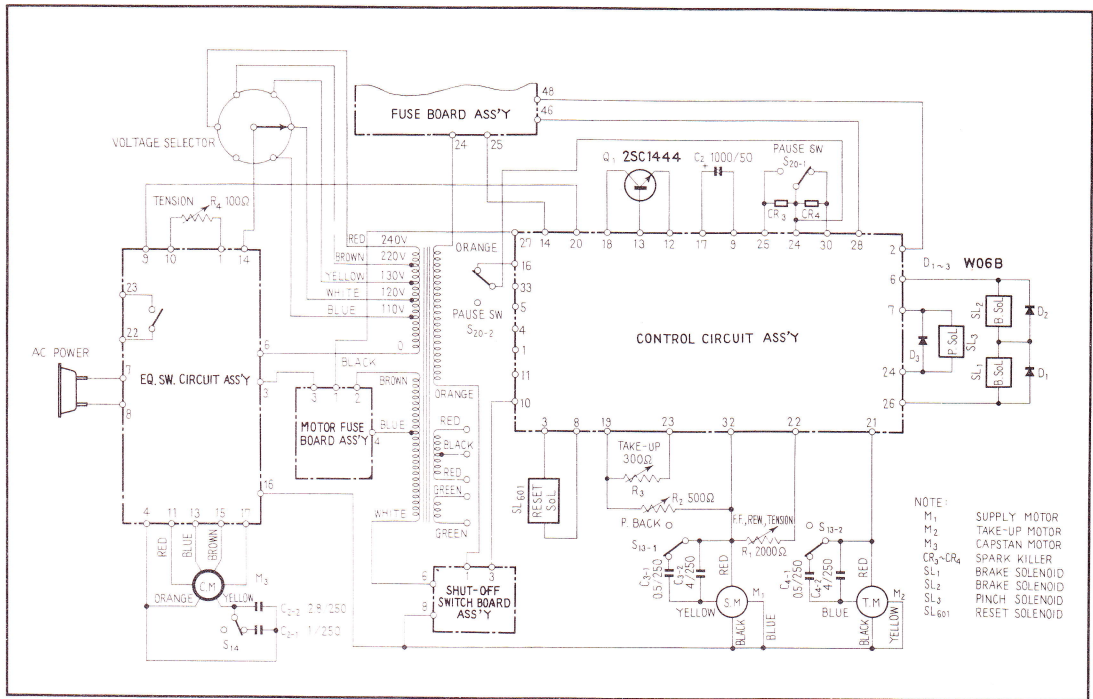 48
46
FUSE BOARD ASS'Y
24 25
VOLTAGE SELECTOR
Q1 2SC1444
C2 1000/50
+
PAUSE SW
S20-1
CR3 CR4
TENSION
R4 100Ω
9 10 1 14
RED 240V
BROWN 220V
YELLOW 130V
WHITE 120V
BLUE 110V
0
ORANGE
PAUSE SW
S20-2
27 14 20 18 13 12 17 9 25 24 30 28
16
33
5
4
1
11
10
2
6
7
24
26
CONTROL CIRCUIT ASS'Y
D1~3 W06B
SL2 B.SOL D2
D3 P.SOL SL3
SL1 B.SOL D1
23
22
AC POWER
7
8
EQ. SW. CIRCUIT ASS'Y
6
3
16
BLACK
BROWN
3 1 2
MOTOR FUSE
BOARD ASS'Y
4
BLUE
WHITE
ORANGE
RED
BLACK
RED
GREEN
GREEN
3 8 19 23 32 22 21
SL601 RESET SOL
TAKE-UP
300Ω
R3
R2 500Ω
P. BACK
S13-1
F.F, REW, TENSION
R1 2000Ω
S13-2
C3-1 0.5/250
C3-2 4/250
RED
YELLOW
S.M M1
BLACK
BLUE
C4-1 0.5/250
C4-2 4/250
RED
BLUE
T.M M2
BLACK
YELLOW
4 11 13 15 17
RED
BLUE
BROWN
C.M M3
ORANGE
YELLOW
C2-2 2.8/250
C2-1 1/250
S14
1 3
6
8
SHUT-OFF
SWITCH BOARD
ASS'Y
NOTE:
M1 SUPPLY MOTOR
M2 TAKE-UP MOTOR
M3 CAPSTAN MOTOR
CR3~CR4 SPARK KILLER
SL1 BRAKE SOLENOID
SL2 BRAKE SOLENOID
SL3 PINCH SOLENOID
SL601 RESET SOLENOID